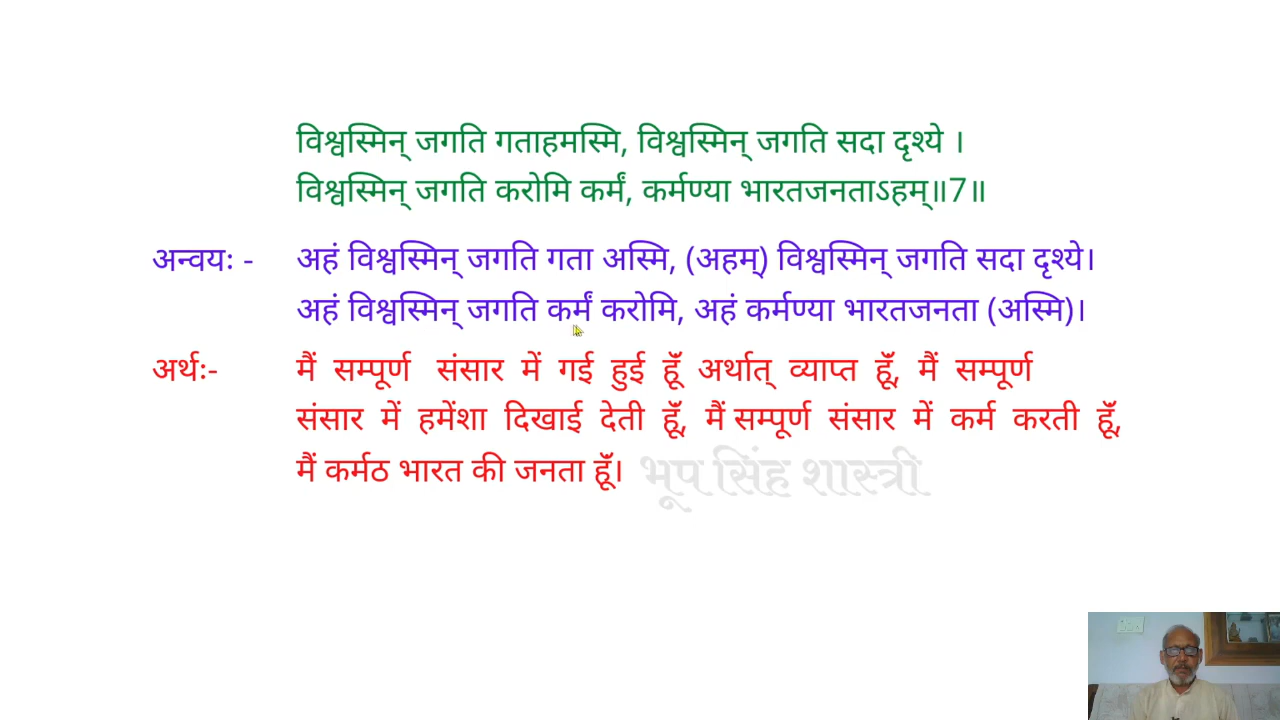 विश्वस्मिन् जगति गताहमस्मि, विश्वस्मिन् जगति सदा दृश्ये ।
विश्वस्मिन् जगति करोमि कर्मं, कर्मण्या भारतजनताऽहम्॥7॥
अन्वयः - अहं विश्वस्मिन् जगति गता अस्मि, (अहम्) विश्वस्मिन् जगति सदा दृश्ये।
अहं विश्वस्मिन् जगति कर्मं करोमि, अहं कर्मण्या भारतजनता (अस्मि)।
अर्थः- मैं सम्पूर्ण संसार में गई हुई हूँ अर्थात् व्याप्त हूँ, मैं सम्पूर्ण
संसार में हमेंशा दिखाई देती हूँ, मैं सम्पूर्ण संसार में कर्म करती हूँ,
मैं कर्मठ भारत की जनता हूँ।
भूप सिंह शास्त्री